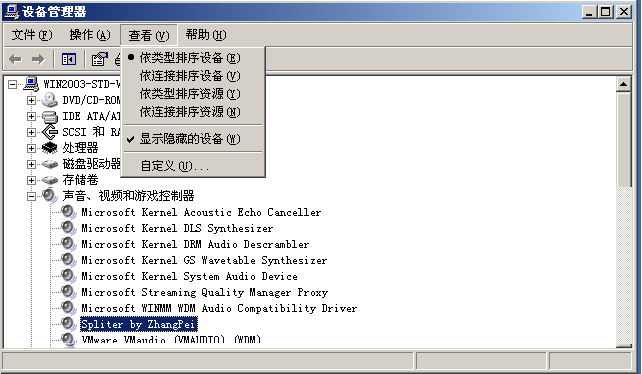 设备管理器
文件(F) 操作(A) 查看(V) 帮助(H)
依类型排序设备(E)
依连接排序设备(V)
依类型排序资源(Y)
依连接排序资源(N)
显示隐藏的设备(W)
自定义(U)...
WIN2003-STD-V
DVD/CD-ROM
IDE ATA/AT
SCSI 和 RA
处理器
磁盘驱动器
存储卷
声音、视频和游戏控制器
Microsoft Kernel Acoustic Echo Canceller
Microsoft Kernel DLS Synthesizer
Microsoft Kernel DRM Audio Descrambler
Microsoft Kernel GS Wavetable Synthesizer
Microsoft Kernel System Audio Device
Microsoft Streaming Quality Manager Proxy
Microsoft WINMM WDM Audio Compatibility Driver
Spliter by ZhangPei
VMware VMaudio (VMAUDIO) (WDM)